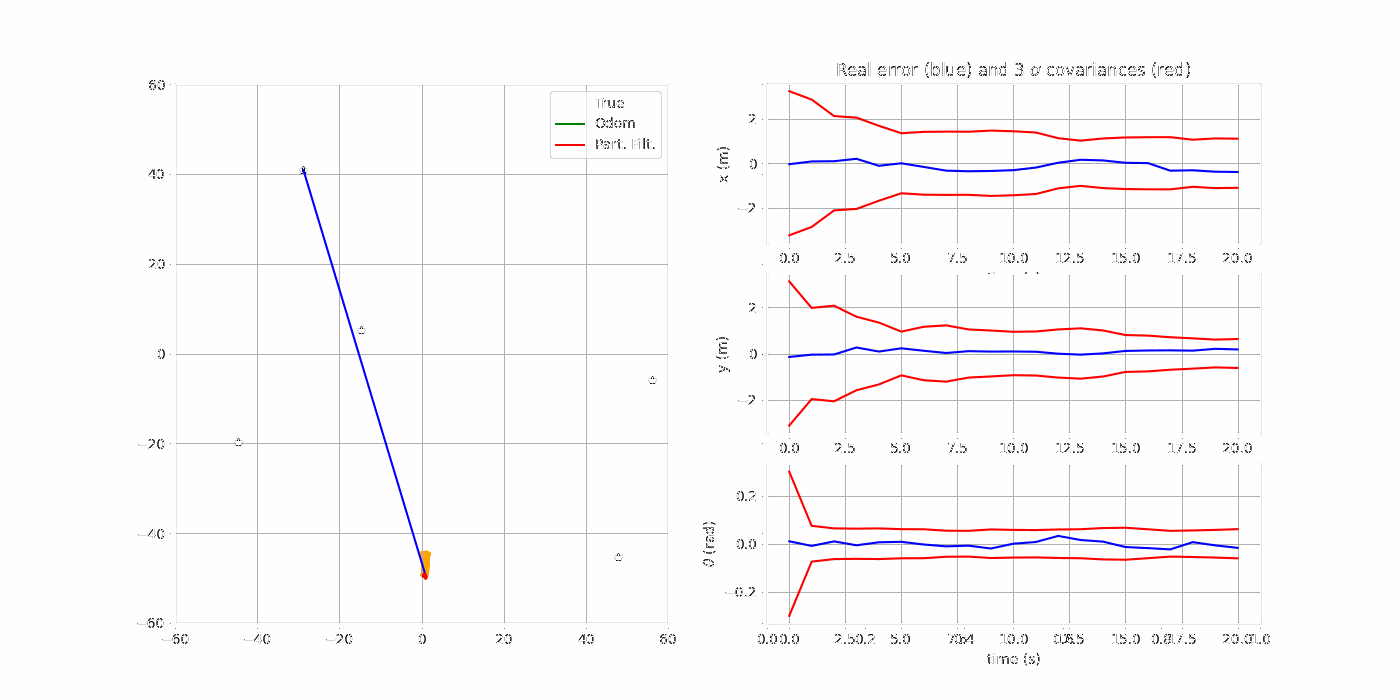 60
40
20
0
−20
−40
−60
−60 −40 −20 0 20 40 60
True
Odom
Part. Filt.
Real error (blue) and 3 σ covariances (red)
x (m)
2
0
−2
0.0 2.5 5.0 7.5 10.0 12.5 15.0 17.5 20.0
y (m)
2
0
−2
0.0 2.5 5.0 7.5 10.0 12.5 15.0 17.5 20.0
θ (rad)
0.2
0.0
−0.2
0.0 2.5 5.0 10.0 15.0 17.5 20.0
time (s)